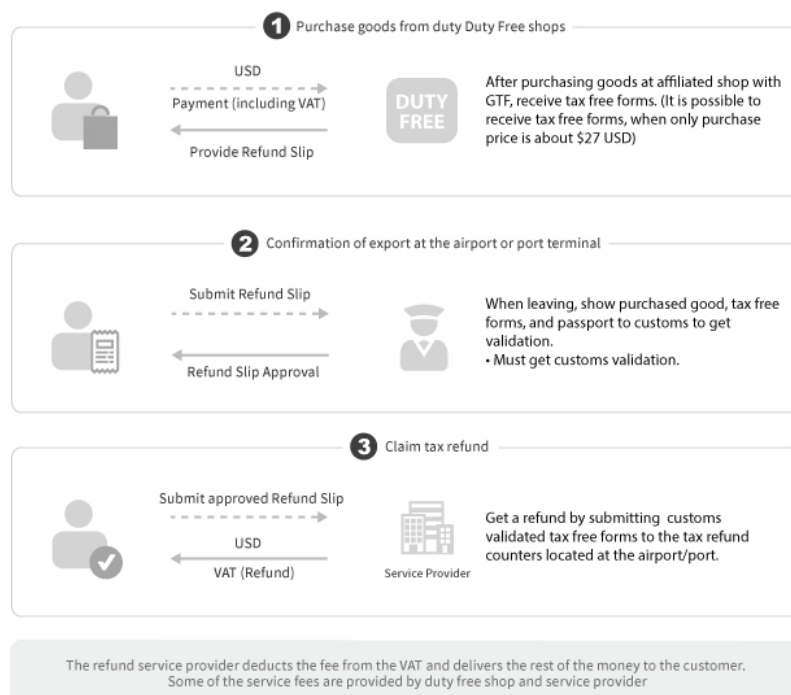 1 Purchase goods from duty Duty Free shops
USD
Payment (including VAT)
Provide Refund Slip
DUTY
FREE
After purchasing goods at affiliated shop with
GTF, receive tax free forms. (It is possible to
receive tax free forms, when only purchase
price is about $27 USD)
2 Confirmation of export at the airport or port terminal
Submit Refund Slip
Refund Slip Approval
When leaving, show purchased good, tax free
forms, and passport to customs to get
validation.
• Must get customs validation.
3 Claim tax refund
Submit approved Refund Slip
USD
VAT (Refund)
Service Provider
Get a refund by submitting customs
validated tax free forms to the tax refund
counters located at the airport/port.
The refund service provider deducts the fee from the VAT and delivers the rest of the money to the customer.
Some of the service fees are provided by duty free shop and service provider